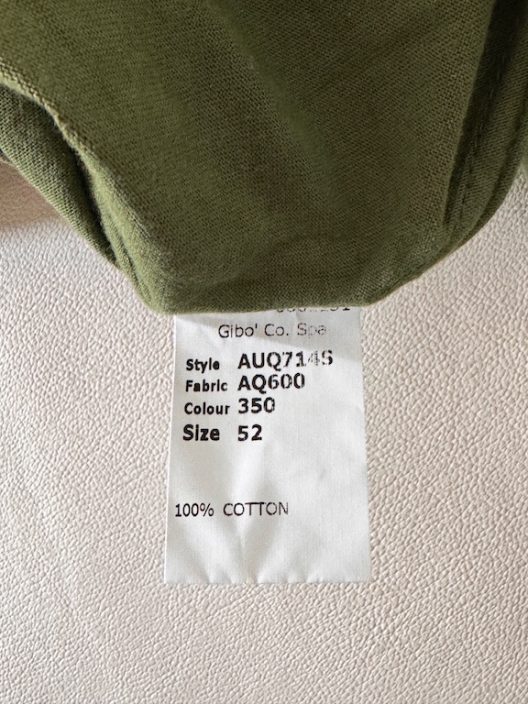 Gibo' Co. Spa
Style AUQ714S
Fabric AQ600
Colour 350
Size 52
100% COTTON